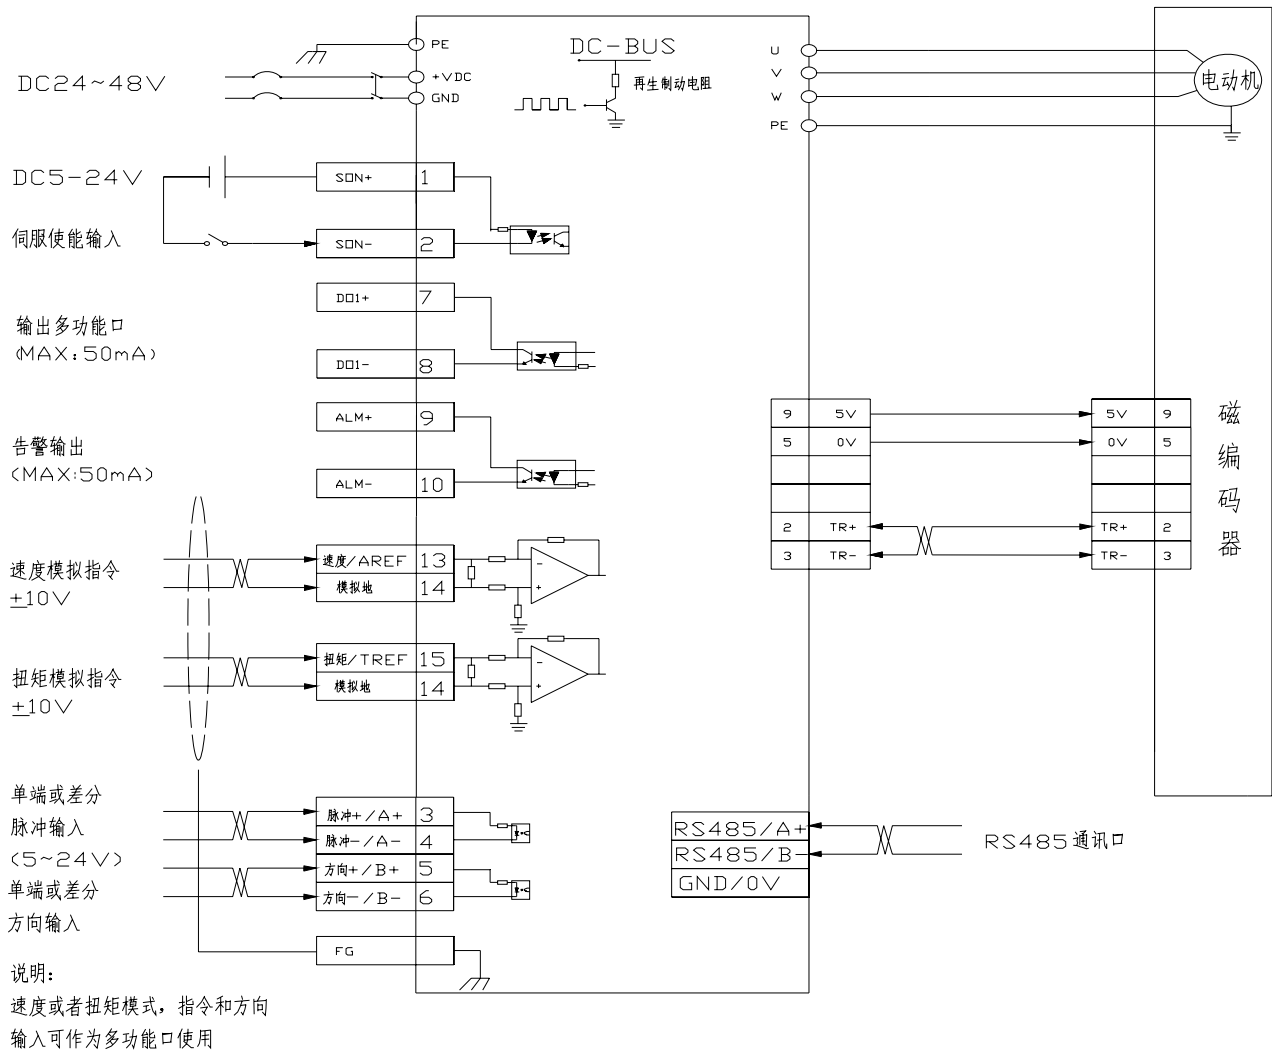 PE
DC24~48V
+VDC
GND
DC-BUS
再生制动电阻
U
V
W
PE
电动机
DC5-24V
SON+ 1
伺服使能输入
SON- 2
DO1+ 7
输出多功能口
(MAX:50mA)
DO1- 8
ALM+ 9
告警输出
(MAX:50mA)
ALM- 10
9 5V
5 0V
2 TR+
3 TR-
5V 9
0V 5
TR+ 2
TR- 3
磁
编
码
器
速度模拟指令
±10V
速度/AREF 13
- 
模拟地 14
+
扭矩模拟指令
±10V
扭矩/TREF 15
-
模拟地 14
+
单端或差分
脉冲输入
(5~24V)
单端或差分
方向输入
脉冲+/A+ 3
脉冲-/A- 4
方向+/B+ 5
方向-/B- 6
FG
RS485/A+
RS485/B-
GND/0V
RS485通讯口
说明:
速度或者扭矩模式，指令和方向
输入可作为多功能口使用